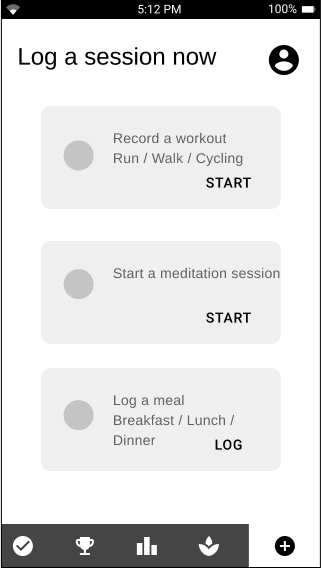 5:12 PM
100%
Log a session now
Record a workout
Run / Walk / Cycling
START
Start a meditation session
START
Log a meal
Breakfast / Lunch /
Dinner
LOG